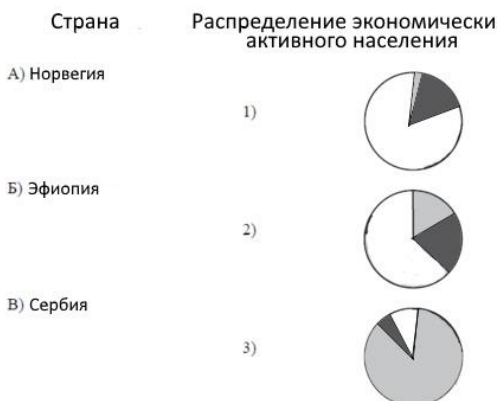 Страна
Распределение экономически
активного населения
А) Норвегия
1)
Б) Эфиопия
2)
В) Сербия
3)